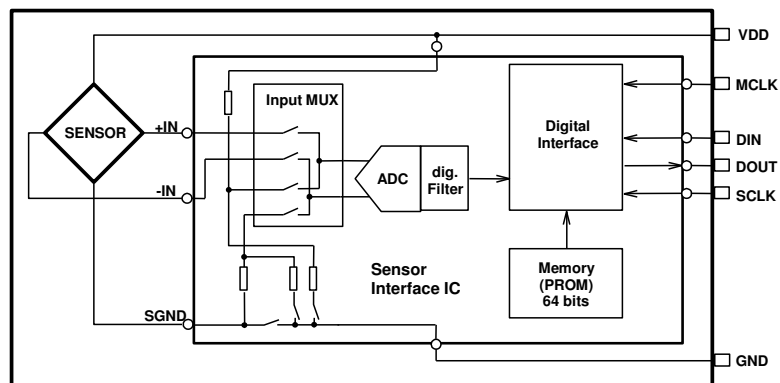 VDD
MCLK
Input MUX
SENSOR
+IN
Digital
Interface
DIN
DOUT
ADC
dig.
Filter
-IN
SCLK
Sensor
Interface IC
Memory
(PROM)
64 bits
SGND
GND